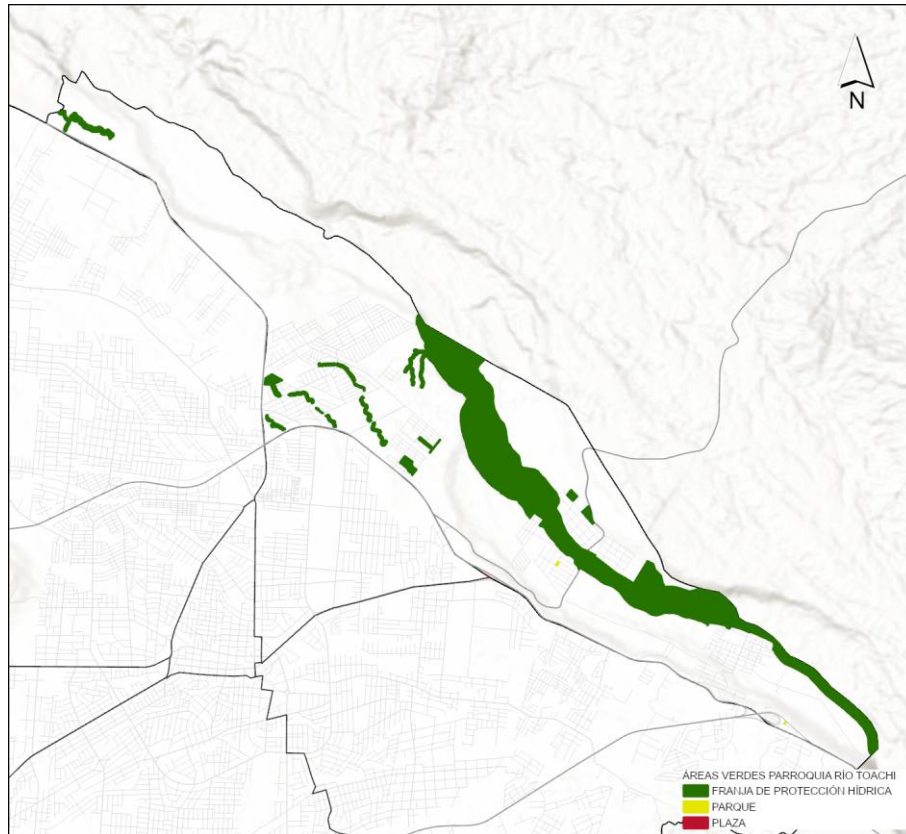 N
ÁREAS VERDES PARROQUIA RÍO TOACHI
FRANJA DE PROTECCIÓN HÍDRICA
PARQUE
PLAZA